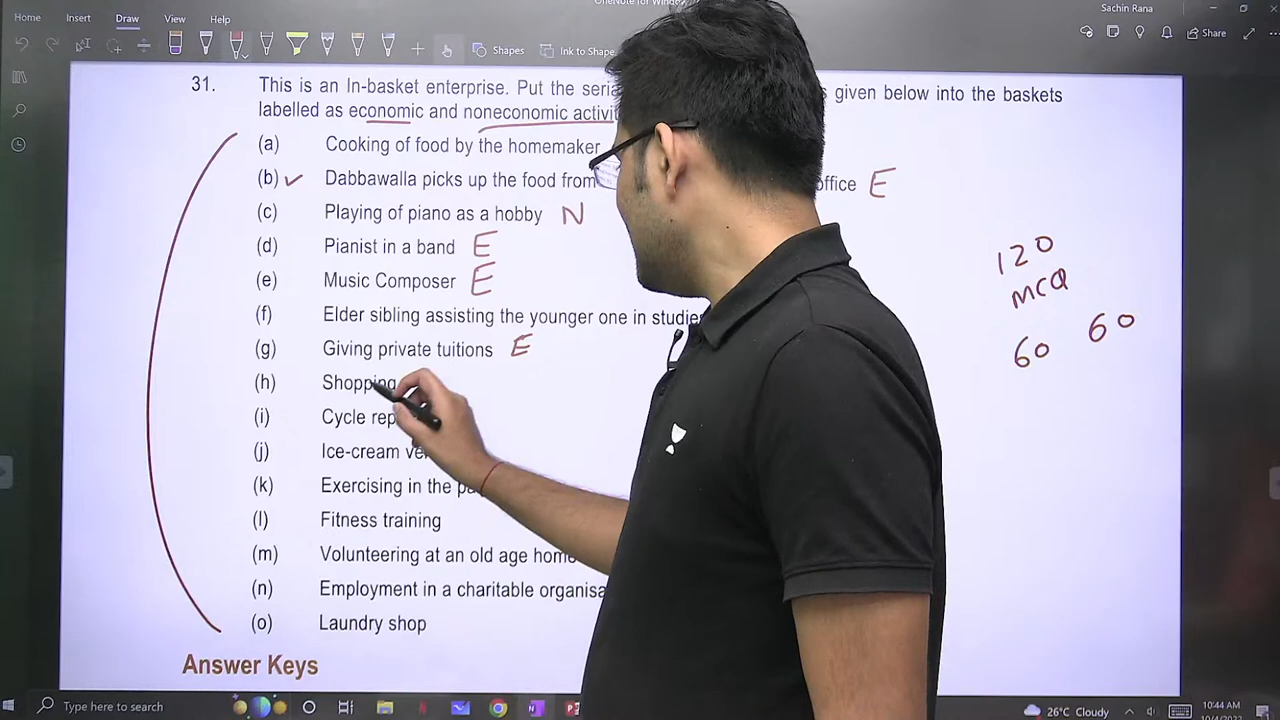 OneNote for Windows
Sachin Rana
Home Insert Draw View Help
Shapes Ink to Shape Share
31. This is an In-basket enterprise. Put the seria given below into the baskets
labelled as economic and noneconomic activi
(a) Cooking of food by the homemaker
(b) ✓ Dabbawalla picks up the food from office E
(c) Playing of piano as a hobby N
(d) Pianist in a band E
(e) Music Composer E
(f) Elder sibling assisting the younger one in studies
(g) Giving private tuitions E
(h) Shopping
(i) Cycle rep
(j) Ice-cream ve
(k) Exercising in the pa
(l) Fitness training
(m) Volunteering at an old age home
(n) Employment in a charitable organisa
(o) Laundry shop
120
MCQ
60 60
Answer Keys
Type here to search
26°C Cloudy
10:44 AM